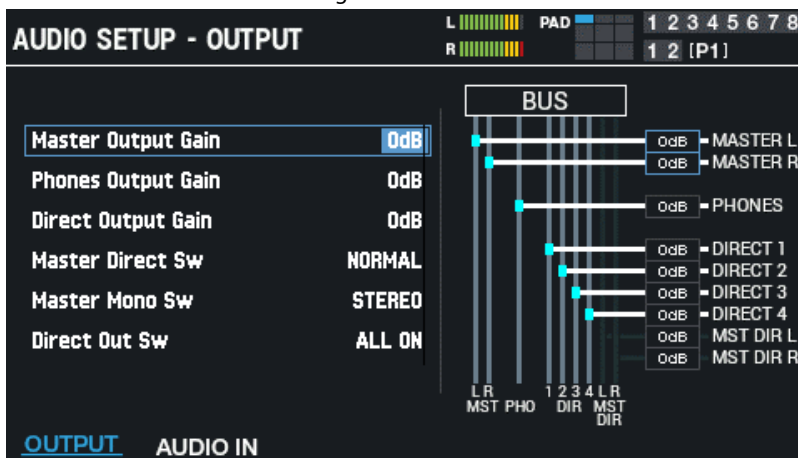 AUDIO SETUP - OUTPUT
L PAD 1 2 3 4 5 6 7 8
R 1 2 [P1]
BUS
Master Output Gain 0dB
Phones Output Gain 0dB
Direct Output Gain 0dB
Master Direct Sw NORMAL
Master Mono Sw STEREO
Direct Out Sw ALL ON
0dB MASTER L
0dB MASTER R
0dB PHONES
0dB DIRECT 1
0dB DIRECT 2
0dB DIRECT 3
0dB DIRECT 4
0dB MST DIR L
0dB MST DIR R
L R 1 2 3 4 L R
MST PHO DIR MST
DIR
OUTPUT AUDIO IN